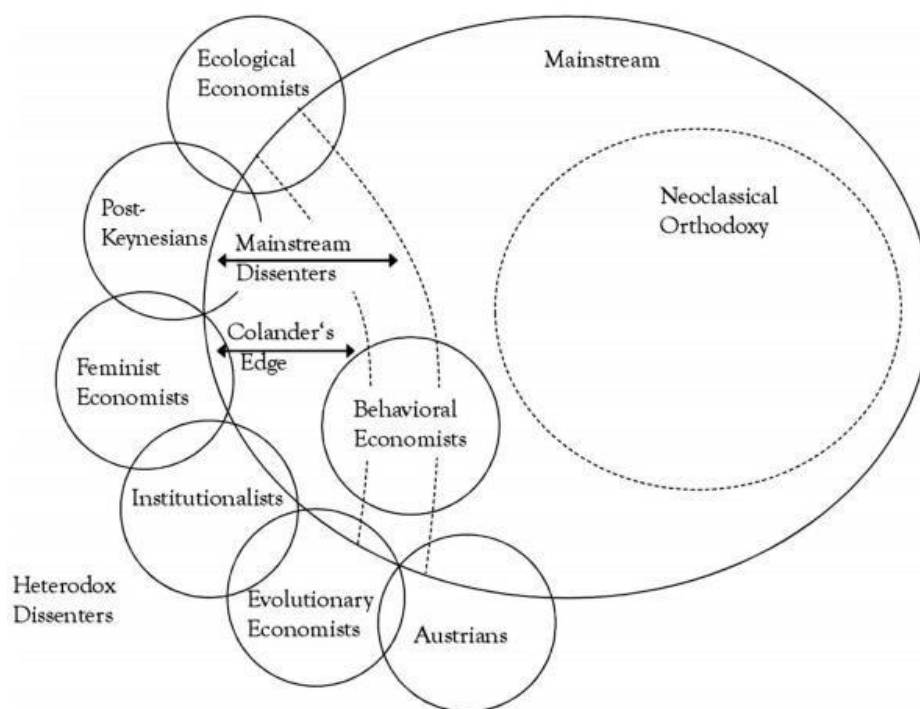 Ecological
Economists
Mainstream
Post-
Keynesians
Neoclassical
Orthodoxy
Mainstream
Dissenters
Colander's
Edge
Feminist
Economists
Behavioral
Economists
Institutionalists
Heterodox
Dissenters
Evolutionary
Economists
Austrians